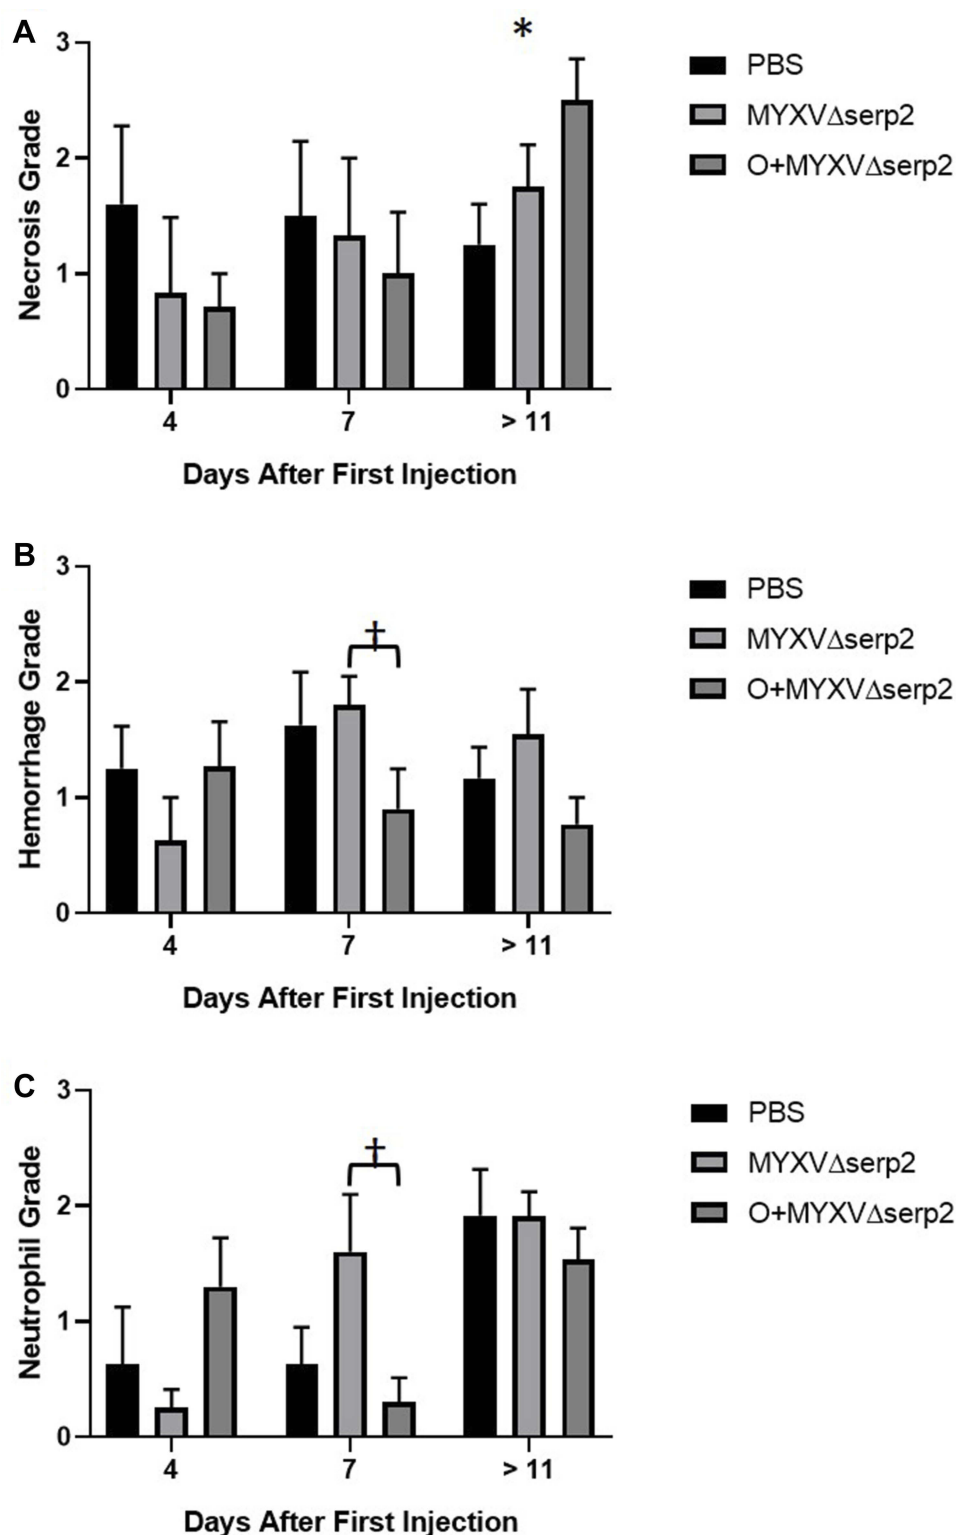 A
3
*
PBS
MYXVΔserp2
O+MYXVΔserp2
Necrosis Grade
2
1
0
4 7 > 11
Days After First Injection
B
3
‡
PBS
MYXVΔserp2
O+MYXVΔserp2
Hemorrhage Grade
2
1
0
4 7 > 11
Days After First Injection
C
3
‡
PBS
MYXVΔserp2
O+MYXVΔserp2
Neutrophil Grade
2
1
0
4 7 > 11
Days After First Injection